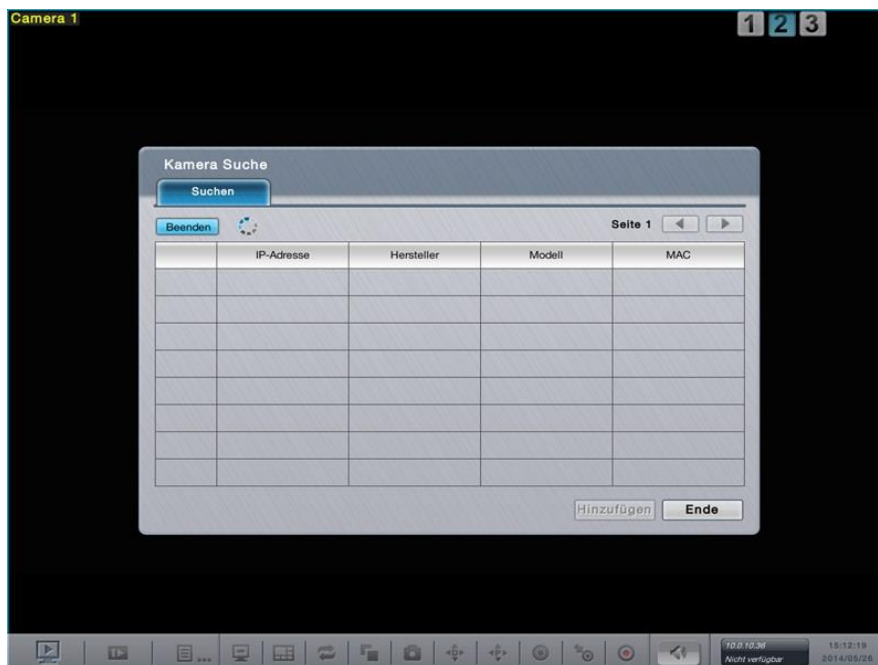 Camera 1
1 2 3
Kamera Suche
Suchen
Beenden
Seite 1
IP-Adresse Hersteller Modell MAC
Hinzufügen Ende
10.0.10.36 15:12:19
Nicht verfügbar 2014/05/28